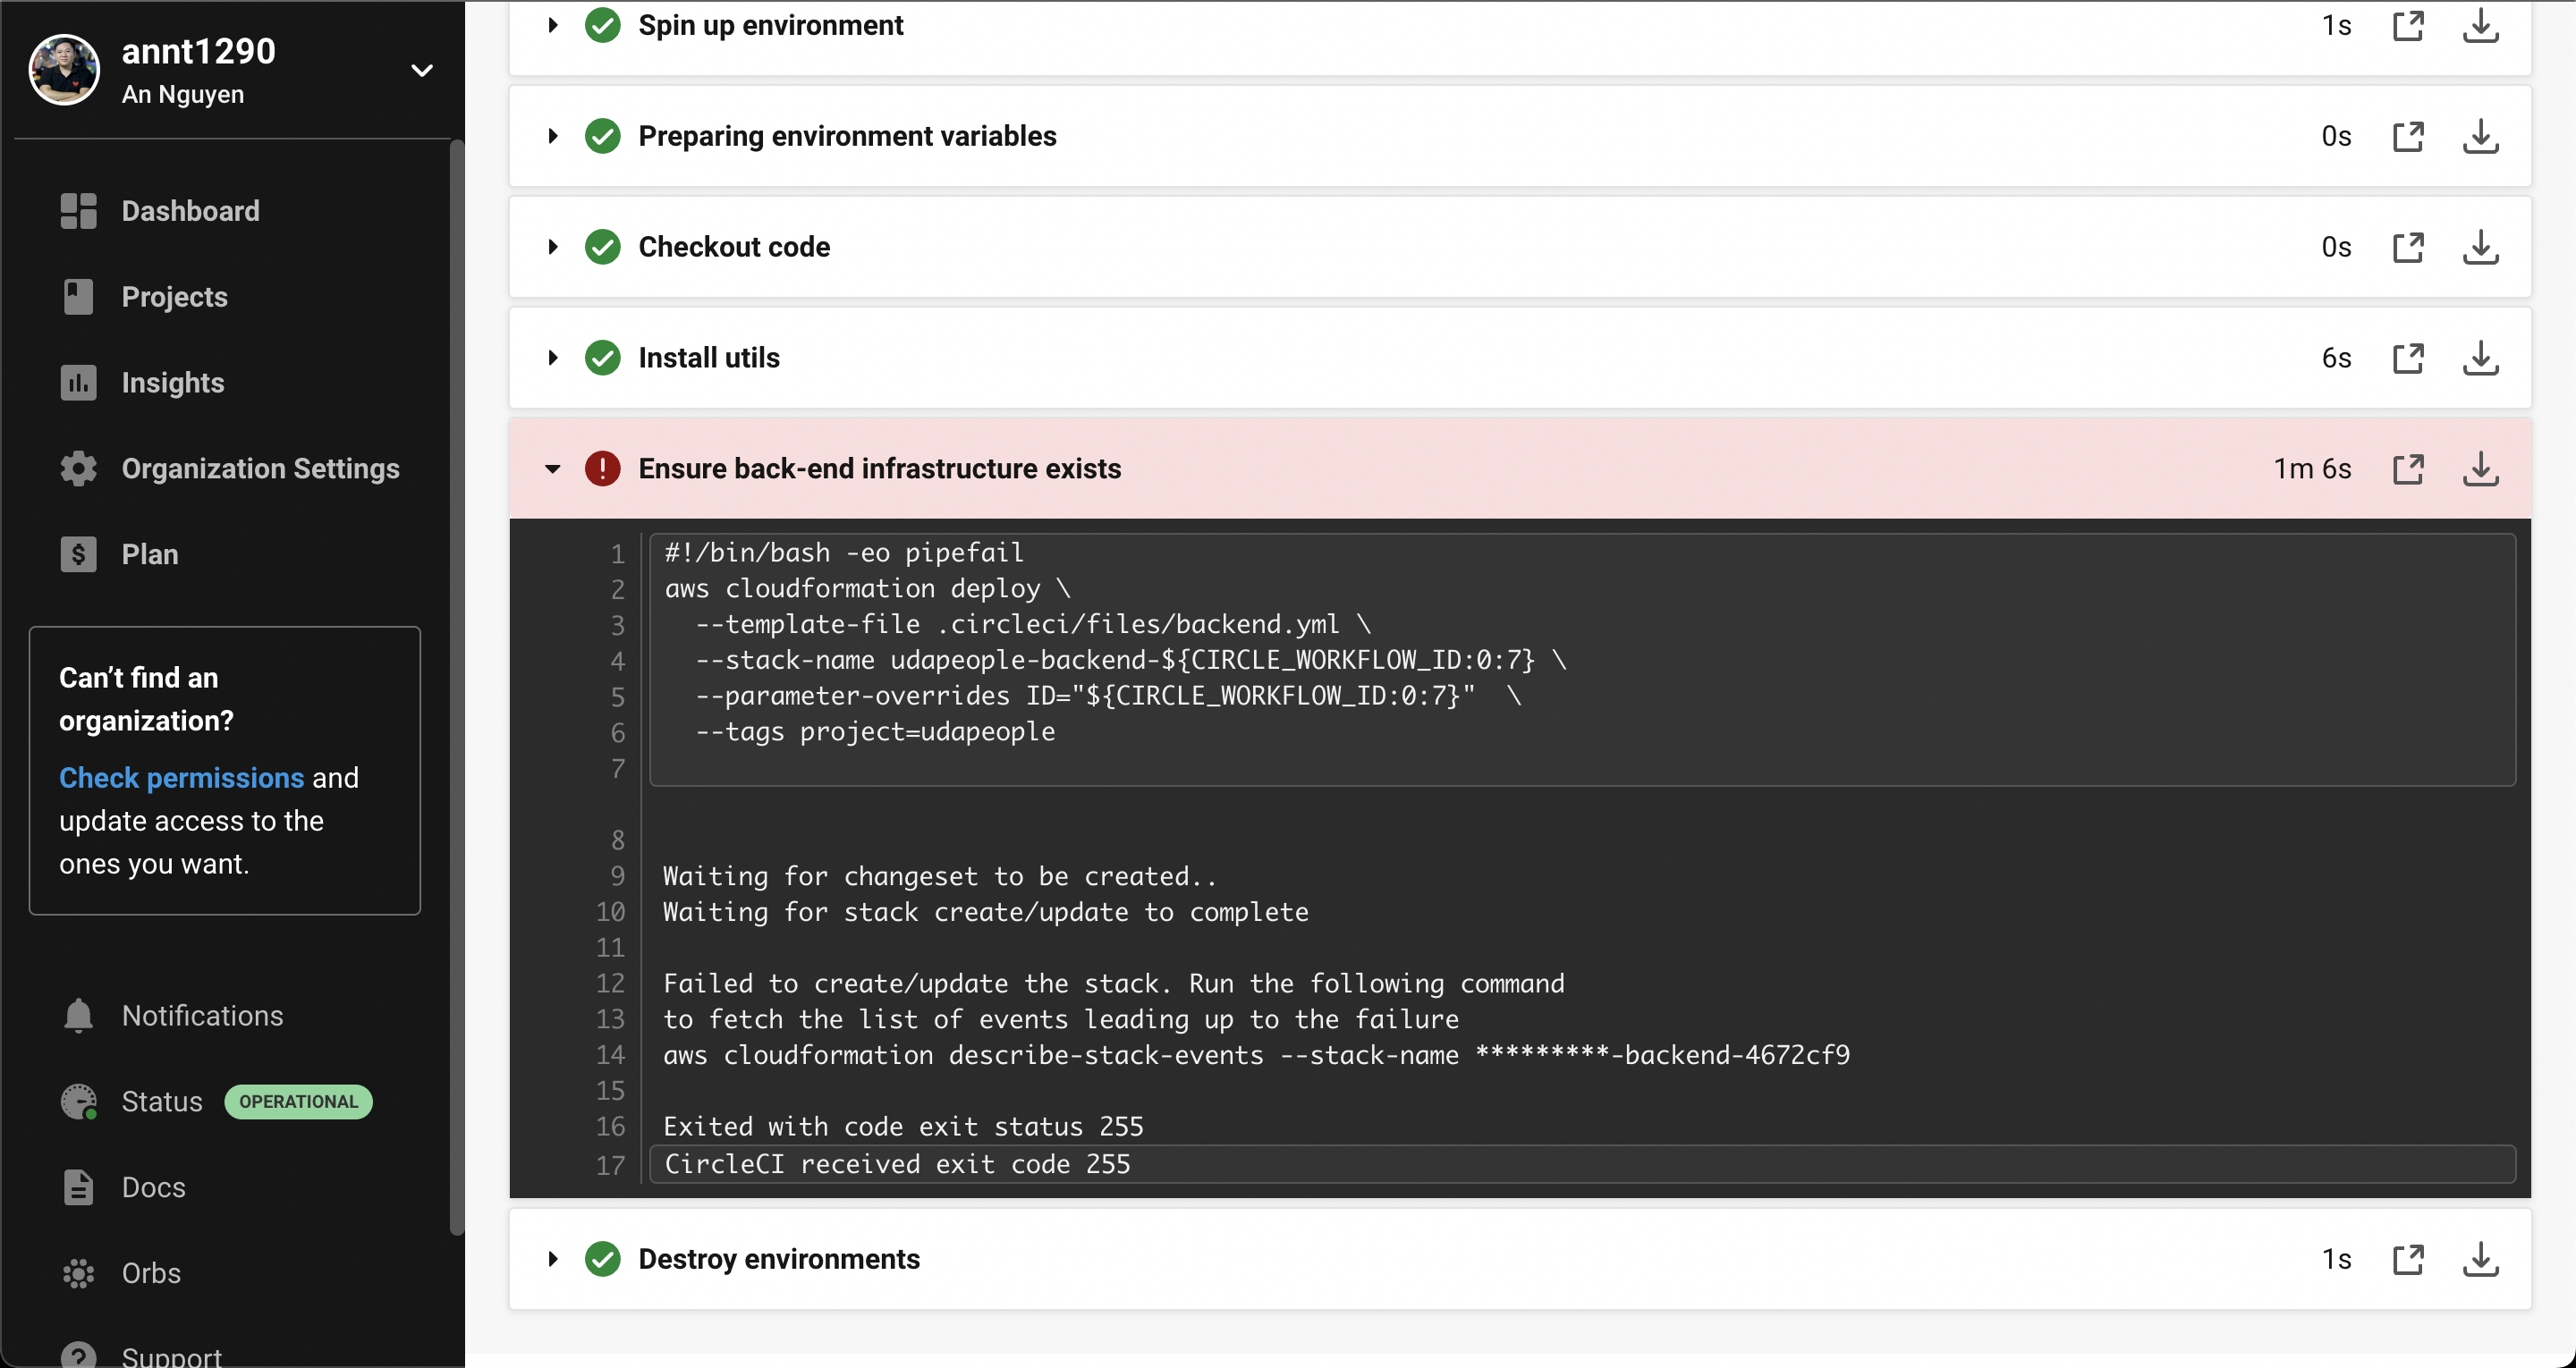 annt1290
An Nguyen
Dashboard
Projects
Insights
Organization Settings
Plan
Can’t find an
organization?
Check permissions and
update access to the
ones you want.
Notifications
Status OPERATIONAL
Docs
Orbs
Support
Spin up environment 1s
Preparing environment variables 0s
Checkout code 0s
Install utils 6s
Ensure back-end infrastructure exists 1m 6s
1 #!/bin/bash -eo pipefail
2 aws cloudformation deploy \
3 --template-file .circleci/files/backend.yml \
4 --stack-name udapeople-backend-${CIRCLE_WORKFLOW_ID:0:7} \
5 --parameter-overrides ID="${CIRCLE_WORKFLOW_ID:0:7}" \
6 --tags project=udapeople
7
8
9 Waiting for changeset to be created..
10 Waiting for stack create/update to complete
11
12 Failed to create/update the stack. Run the following command
13 to fetch the list of events leading up to the failure
14 aws cloudformation describe-stack-events --stack-name *********-backend-4672cf9
15
16 Exited with code exit status 255
17 CircleCI received exit code 255
Destroy environments 1s